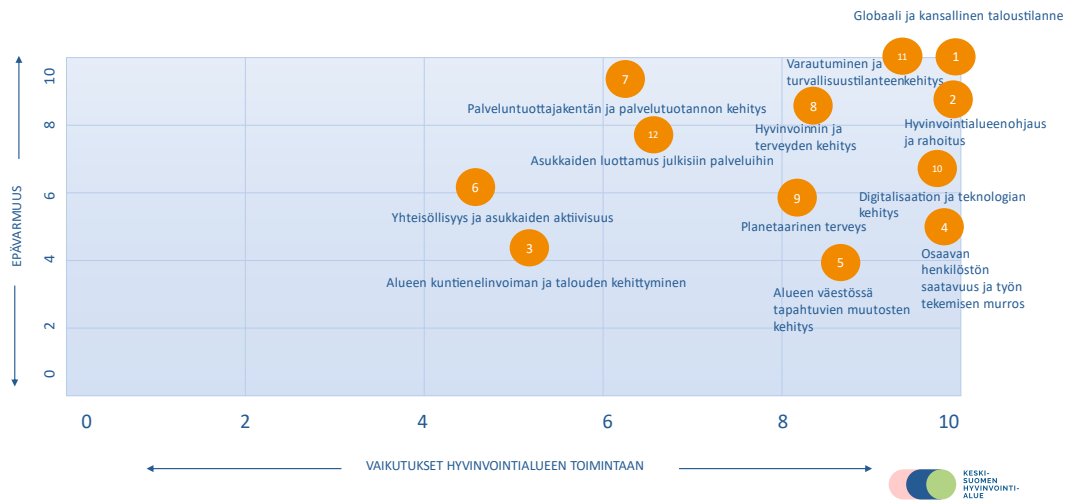 Globaali ja kansallinen taloustilanne
11
1
Varautuminen ja
turvallisuustilanteenkehitys
10
7
2
Palveluntuottajakentän ja palvelutuotannon kehitys
8
Hyvinvoinnin ja
terveyden kehitys
Hyvinvointialueenohjaus
ja rahoitus
8
12
Asukkaiden luottamus julkisiin palveluihin
10
6
6
9
Digitalisaation ja teknologian
kehitys
Yhteisöllisyys ja asukkaiden aktiivisuus
Planetaarinen terveys
4
EPÄVARMUUS
3
Osaavan
henkilöstön
saatavuus ja työn
tekemisen murros
4
5
Alueen kuntienelinvoiman ja talouden kehittyminen
Alueen väestössä
tapahtuvien muutosten
kehitys
2
0
0
2
4
6
8
10
VAIKUTUKSET HYVINVOINTIALUEEN TOIMINTAAN
KESKI-
SUOMEN
HYVINVOINTI-
ALUE